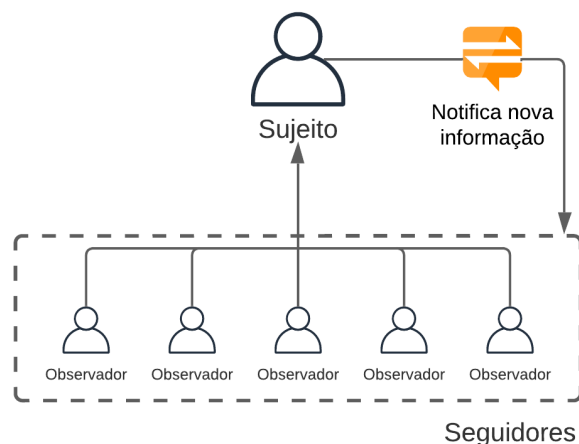 Sujeito
Notifica nova
informação
Observador
Observador
Observador
Observador
Observador
Seguidores